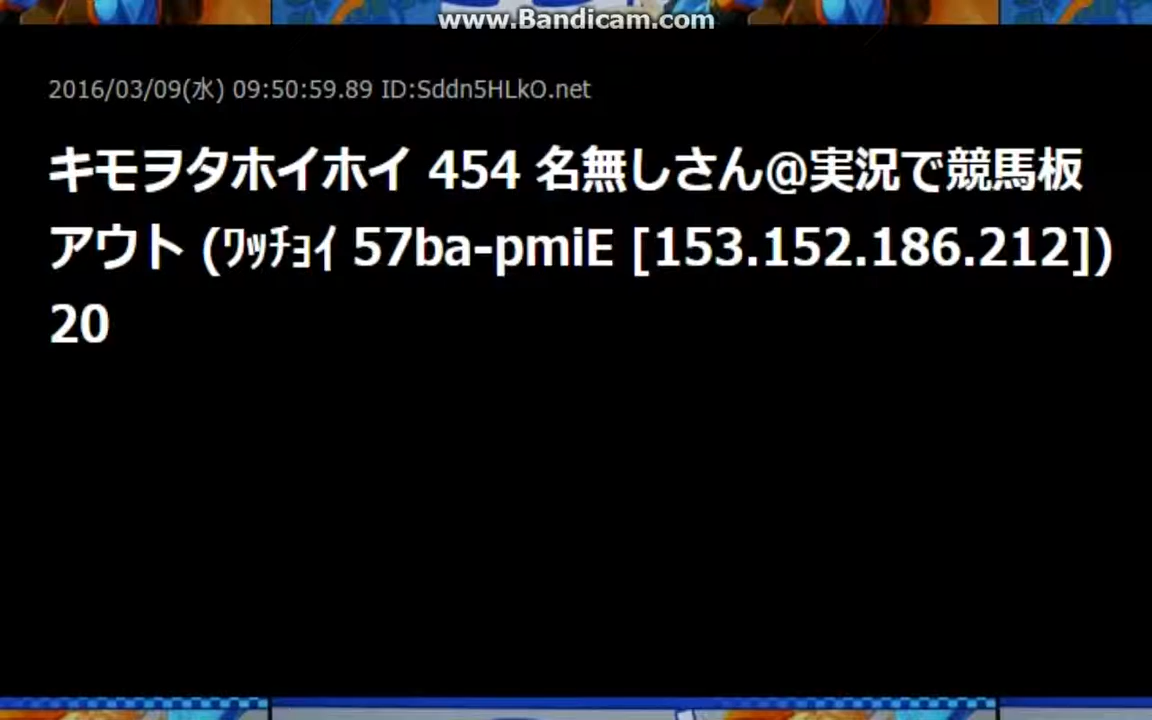 www.Bandicam.com
2016/03/09(水) 09:50:59.89 ID:Sddn5HLkO.net
キモヲタホイホイ 454 名無しさん@実況で競馬板
アウト (ﾜｯﾁｮｲ 57ba-pmiE [153.152.186.212])
20